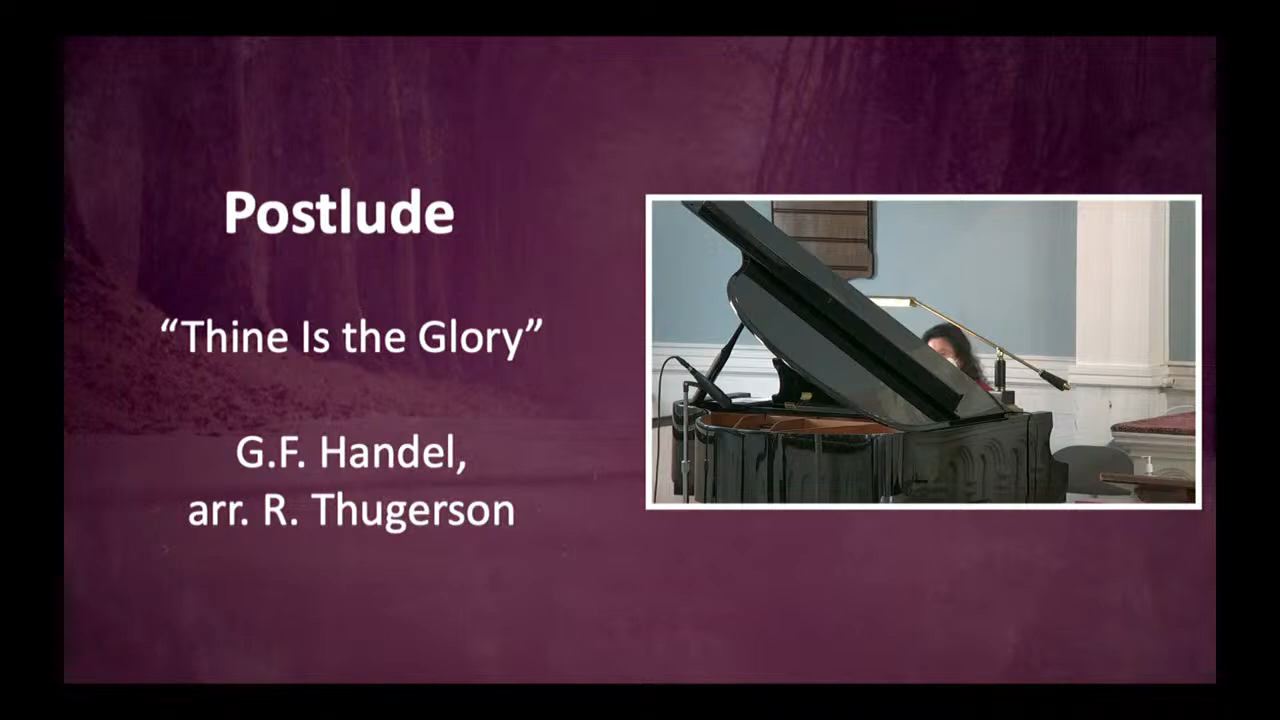 Postlude
“Thine Is the Glory”
G.F. Handel,
arr. R. Thugerson